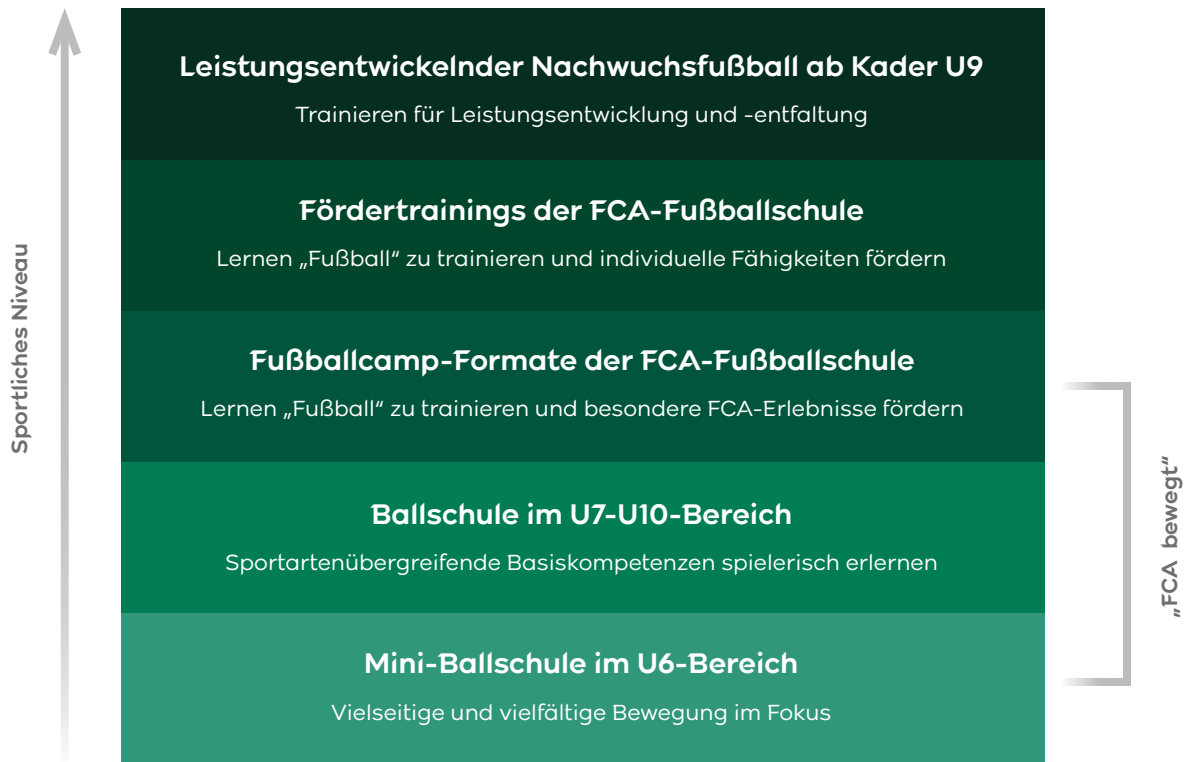 Leistungsentwickelnder Nachwuchsfußball ab Kader U9
Trainieren für Leistungsentwicklung und -entfaltung
Fördertrainings der FCA-Fußballschule
Lernen „Fußball“ zu trainieren und individuelle Fähigkeiten fördern
Fußballcamp-Formate der FCA-Fußballschule
Lernen „Fußball“ zu trainieren und besondere FCA-Erlebnisse fördern
Ballschule im U7-U10-Bereich
Sportartenübergreifende Basiskompetenzen spielerisch erlernen
Mini-Ballschule im U6-Bereich
Vielseitige und vielfältige Bewegung im Fokus
Sportliches Niveau
„FCA bewegt“